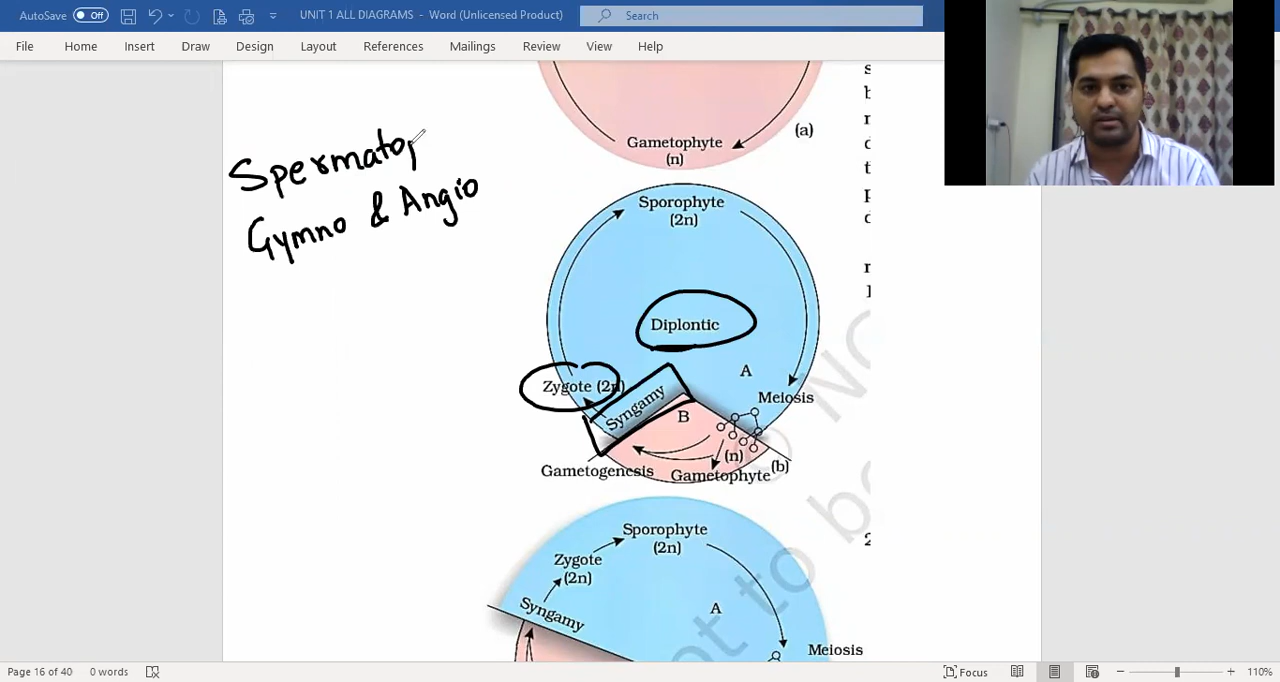 AutoSave Off UNIT 1 ALL DIAGRAMS - Word (Unlicensed Product) Search
File Home Insert Draw Design Layout References Mailings Review View Help
(a)
Gametophyte
(n)
Spermatop
Gymno & Angio
Sporophyte
(2n)
Diplontic
A
Zygote (2n)
Syngamy
Meiosis
B
(n)
Gametogenesis
Gametophyte
(b)
Sporophyte
(2n)
Zygote
(2n)
Syngamy
A
Meiosis
Page 16 of 40 0 words Focus 110%